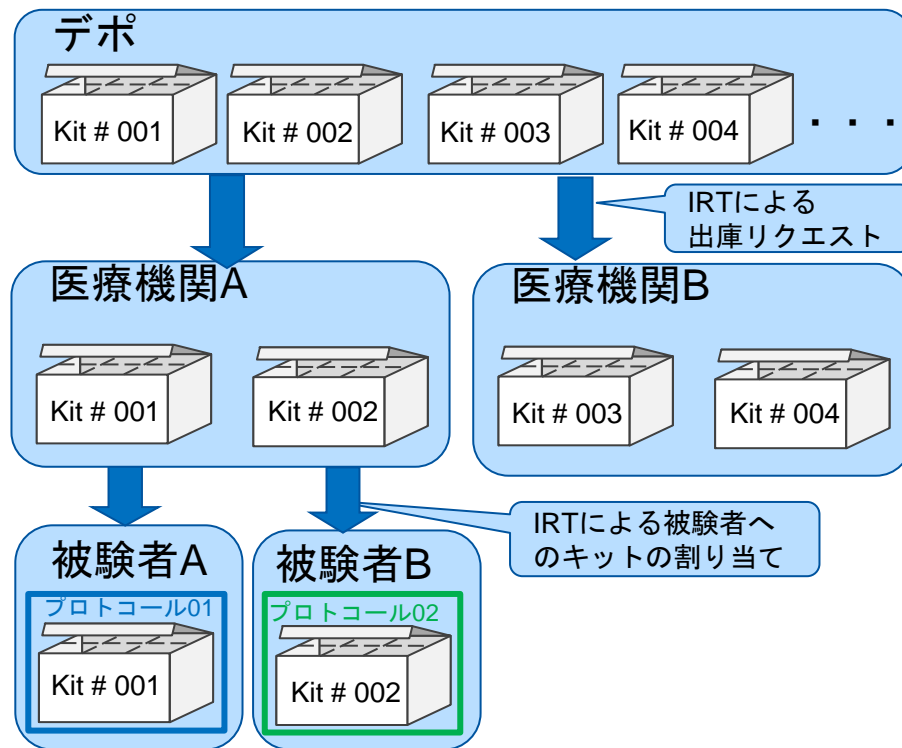 デポ
Kit # 001
Kit # 002
Kit # 003
Kit # 004
・・・
IRTによる
出庫リクエスト
医療機関A
Kit # 001
Kit # 002
医療機関B
Kit # 003
Kit # 004
IRTによる被験者へ
のキットの割り当て
被験者A
プロトコール01
Kit # 001
被験者B
プロトコール02
Kit # 002